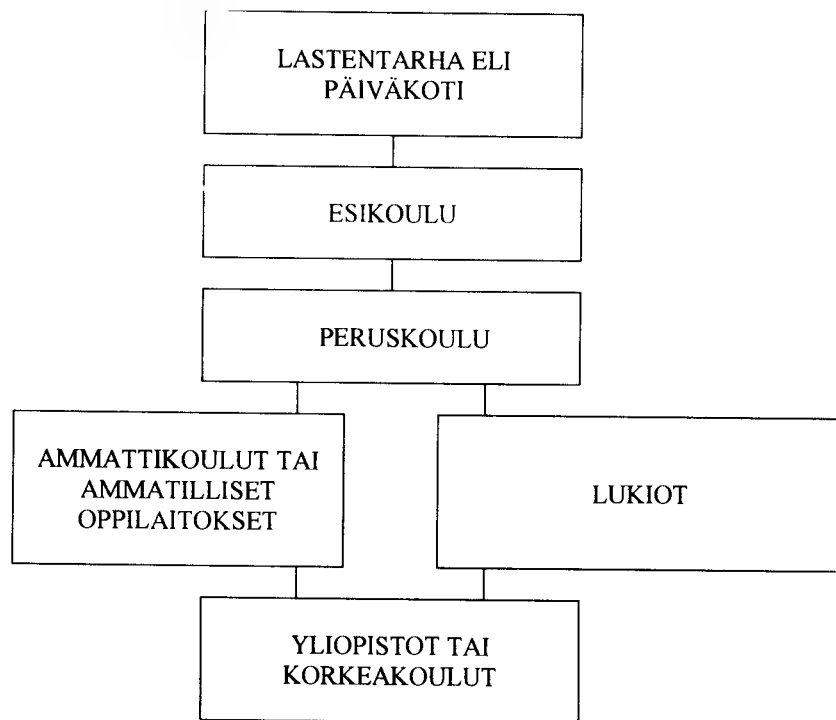 LASTENTARHA ELI
PÄIVÄKOTI
ESIKOULU
PERUSKOULU
AMMATTIKOULUT TAI
AMMATILLISET
OPPILAITOKSET
LUKIOT
YLIOPISTOT TAI
KORKEAKOULUT